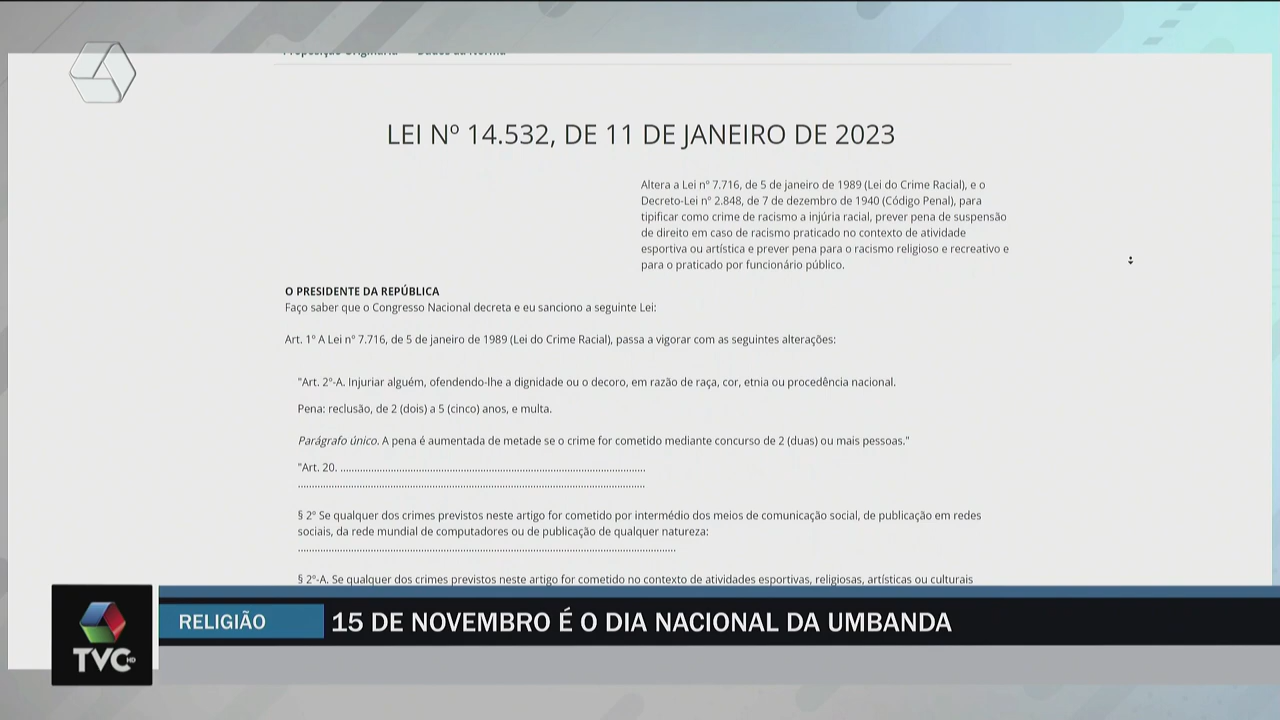 LEI Nº 14.532, DE 11 DE JANEIRO DE 2023
Altera a Lei nº 7.716, de 5 de janeiro de 1989 (Lei do Crime Racial), e o
Decreto-Lei nº 2.848, de 7 de dezembro de 1940 (Código Penal), para
tipificar como crime de racismo a injúria racial, prever pena de suspensão
de direito em caso de racismo praticado no contexto de atividade
esportiva ou artística e prever pena para o racismo religioso e recreativo e
para o praticado por funcionário público.
O PRESIDENTE DA REPÚBLICA
Faço saber que o Congresso Nacional decreta e eu sanciono a seguinte Lei:
Art. 1º A Lei nº 7.716, de 5 de janeiro de 1989 (Lei do Crime Racial), passa a vigorar com as seguintes alterações:
"Art. 2º-A. Injuriar alguém, ofendendo-lhe a dignidade ou o decoro, em razão de raça, cor, etnia ou procedência nacional.
Pena: reclusão, de 2 (dois) a 5 (cinco) anos, e multa.
Parágrafo único. A pena é aumentada de metade se o crime for cometido mediante concurso de 2 (duas) ou mais pessoas."
"Art. 20. ..............................................................................................................
.............................................................................................................................
§ 2º Se qualquer dos crimes previstos neste artigo for cometido por intermédio dos meios de comunicação social, de publicação em redes
sociais, da rede mundial de computadores ou de publicação de qualquer natureza:
........................................................................................................................................
§ 2º-A. Se qualquer dos crimes previstos neste artigo for cometido no contexto de atividades esportivas, religiosas, artísticas ou culturais
RELIGIÃO
15 DE NOVEMBRO É O DIA NACIONAL DA UMBANDA
TVC HD